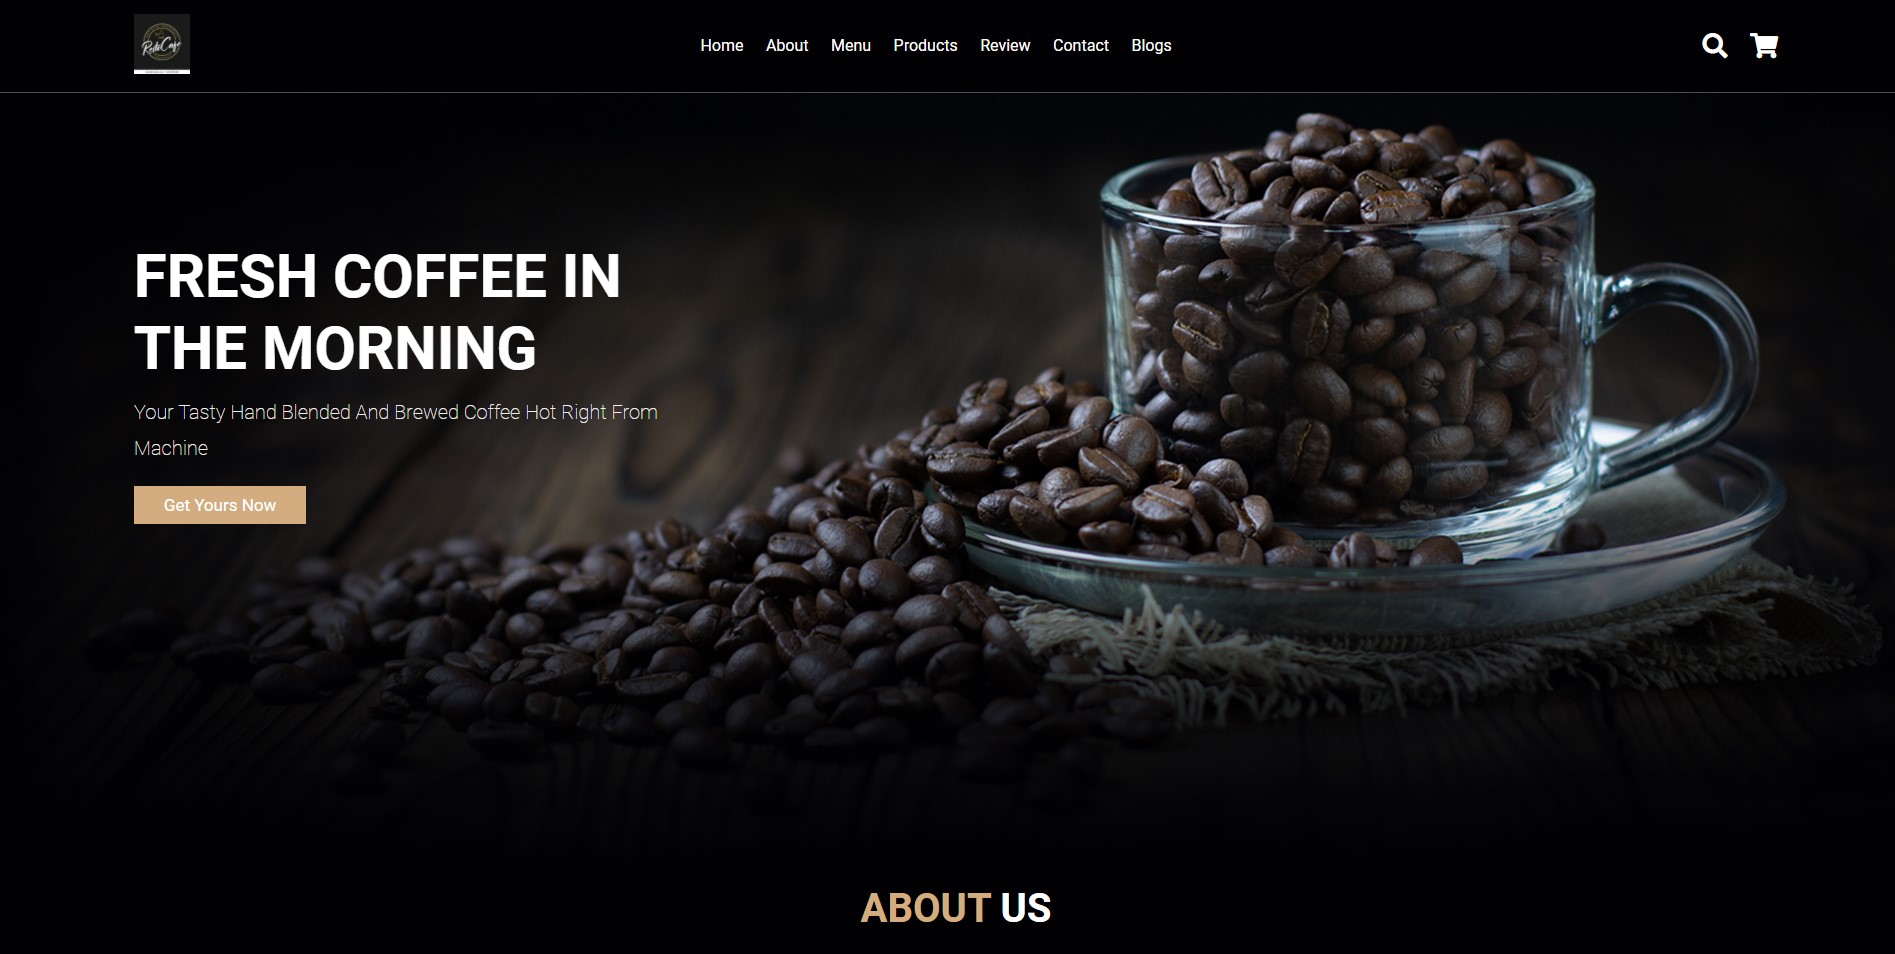 Home About Menu Products Review Contact Blogs
FRESH COFFEE IN
THE MORNING
Your Tasty Hand Blended And Brewed Coffee Hot Right From
Machine
Get Yours Now
ABOUT US